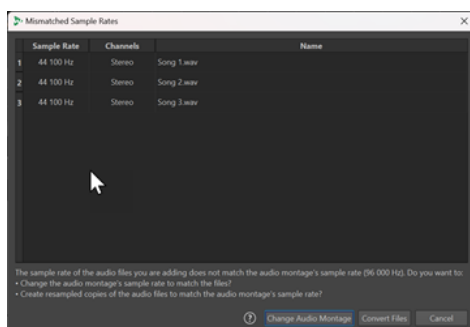 Mismatched Sample Rates
Sample Rate Channels Name
1 44 100 Hz Stereo Song 1.wav
2 44 100 Hz Stereo Song 2.wav
3 44 100 Hz Stereo Song 3.wav
The sample rate of the audio files you are adding does not match the audio montage's sample rate (96 000 Hz). Do you want to:
• Change the audio montage's sample rate to match the files?
• Create resampled copies of the audio files to match the audio montage's sample rate?
? Change Audio Montage Convert Files Cancel